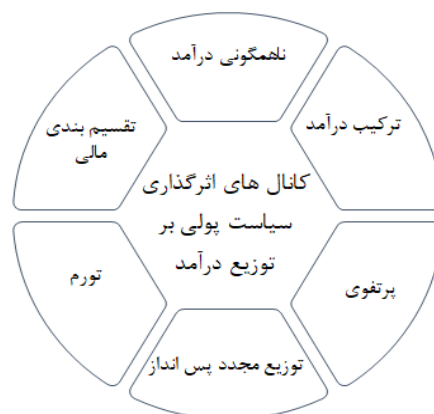 ناهمگونی درآمد
ترکیب درآمد
تقسیم بندی
مالی
کانال های اثرگذاری
سیاست پولی بر
توزیع درآمد
پرتفوی
تورم
توزیع مجدد پس انداز